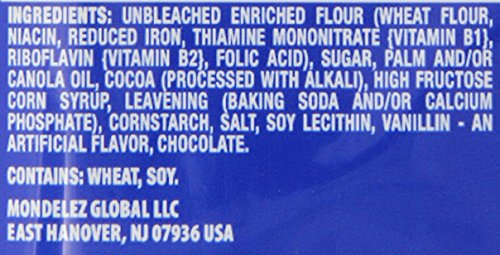 INGREDIENTS: UNBLEACHED ENRICHED FLOUR (WHEAT FLOUR,
NIACIN, REDUCED IRON, THIAMINE MONONITRATE {VITAMIN B1},
RIBOFLAVIN {VITAMIN B2}, FOLIC ACID), SUGAR, PALM AND/OR
CANOLA OIL, COCOA (PROCESSED WITH ALKALI), HIGH FRUCTOSE
CORN SYRUP, LEAVENING (BAKING SODA AND/OR CALCIUM
PHOSPHATE), CORNSTARCH, SALT, SOY LECITHIN, VANILLIN - AN
ARTIFICIAL FLAVOR, CHOCOLATE.
CONTAINS: WHEAT, SOY.
MONDELEZ GLOBAL LLC
EAST HANOVER, NJ 07936 USA